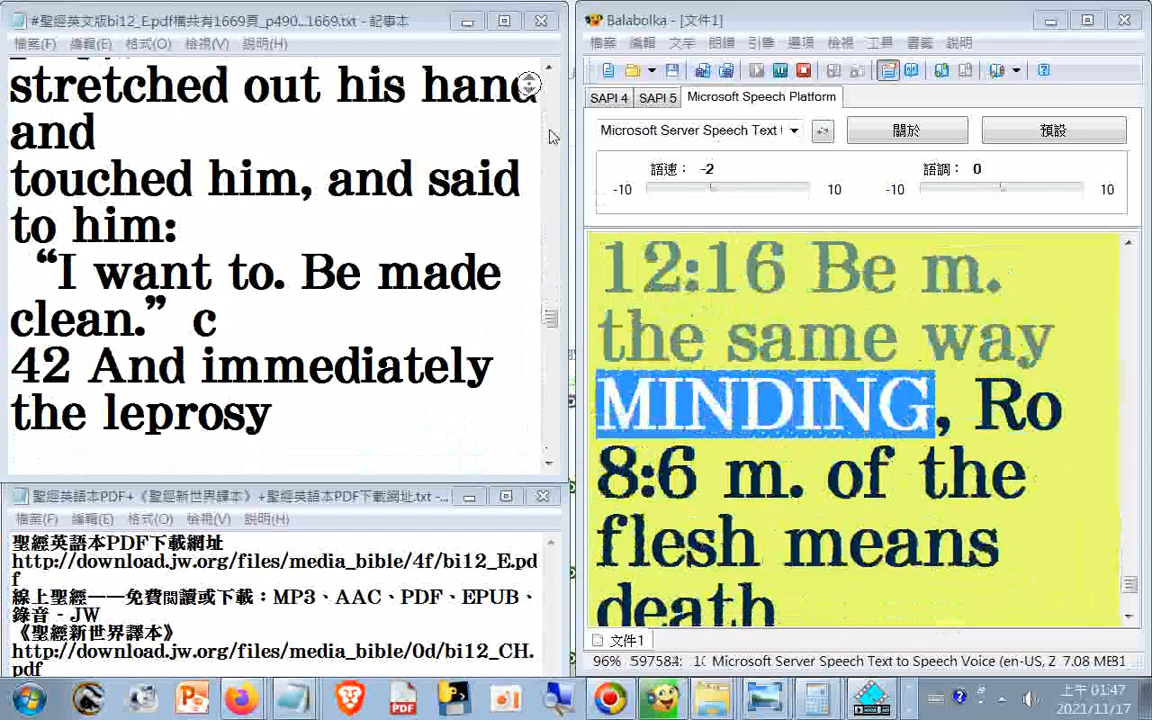 #聖經英文版bi12_E.pdf橫共有1669頁_p490...1669.txt - 記事本
檔案(F) 編輯(E) 格式(O) 檢視(V) 說明(H)
stretched out his hand
and
touched him, and said
to him:
“I want to. Be made
clean.” c
42 And immediately
the leprosy
聖經英語本PDF+《聖經新世界譯本》+聖經英語本PDF下載網址.txt -...
檔案(F) 編輯(E) 格式(O) 檢視(V) 說明(H)
聖經英語本PDF下載網址
http://download.jw.org/files/media_bible/4f/bi12_E.pd
f
線上聖經——免費閱讀或下載：MP3、AAC、PDF、EPUB、
錄音 - JW
《聖經新世界譯本》
http://download.jw.org/files/media_bible/0d/bi12_CH.
pdf
Balabolka - [文件1]
檔案 編輯 文字 朗讀 引擎 選項 檢視 工具 書籤 說明
SAPI 4 SAPI 5 Microsoft Speech Platform
Microsoft Server Speech Text 關於 預設
語速： -2 語調： 0
-10 10 -10 10
12:16 Be m.
the same way
MINDING, Ro
8:6 m. of the
flesh means
death
文件1
96% Microsoft Server Speech Text to Speech Voice (en-US, Z 7.08 MB
上午 01:47
2021/11/17